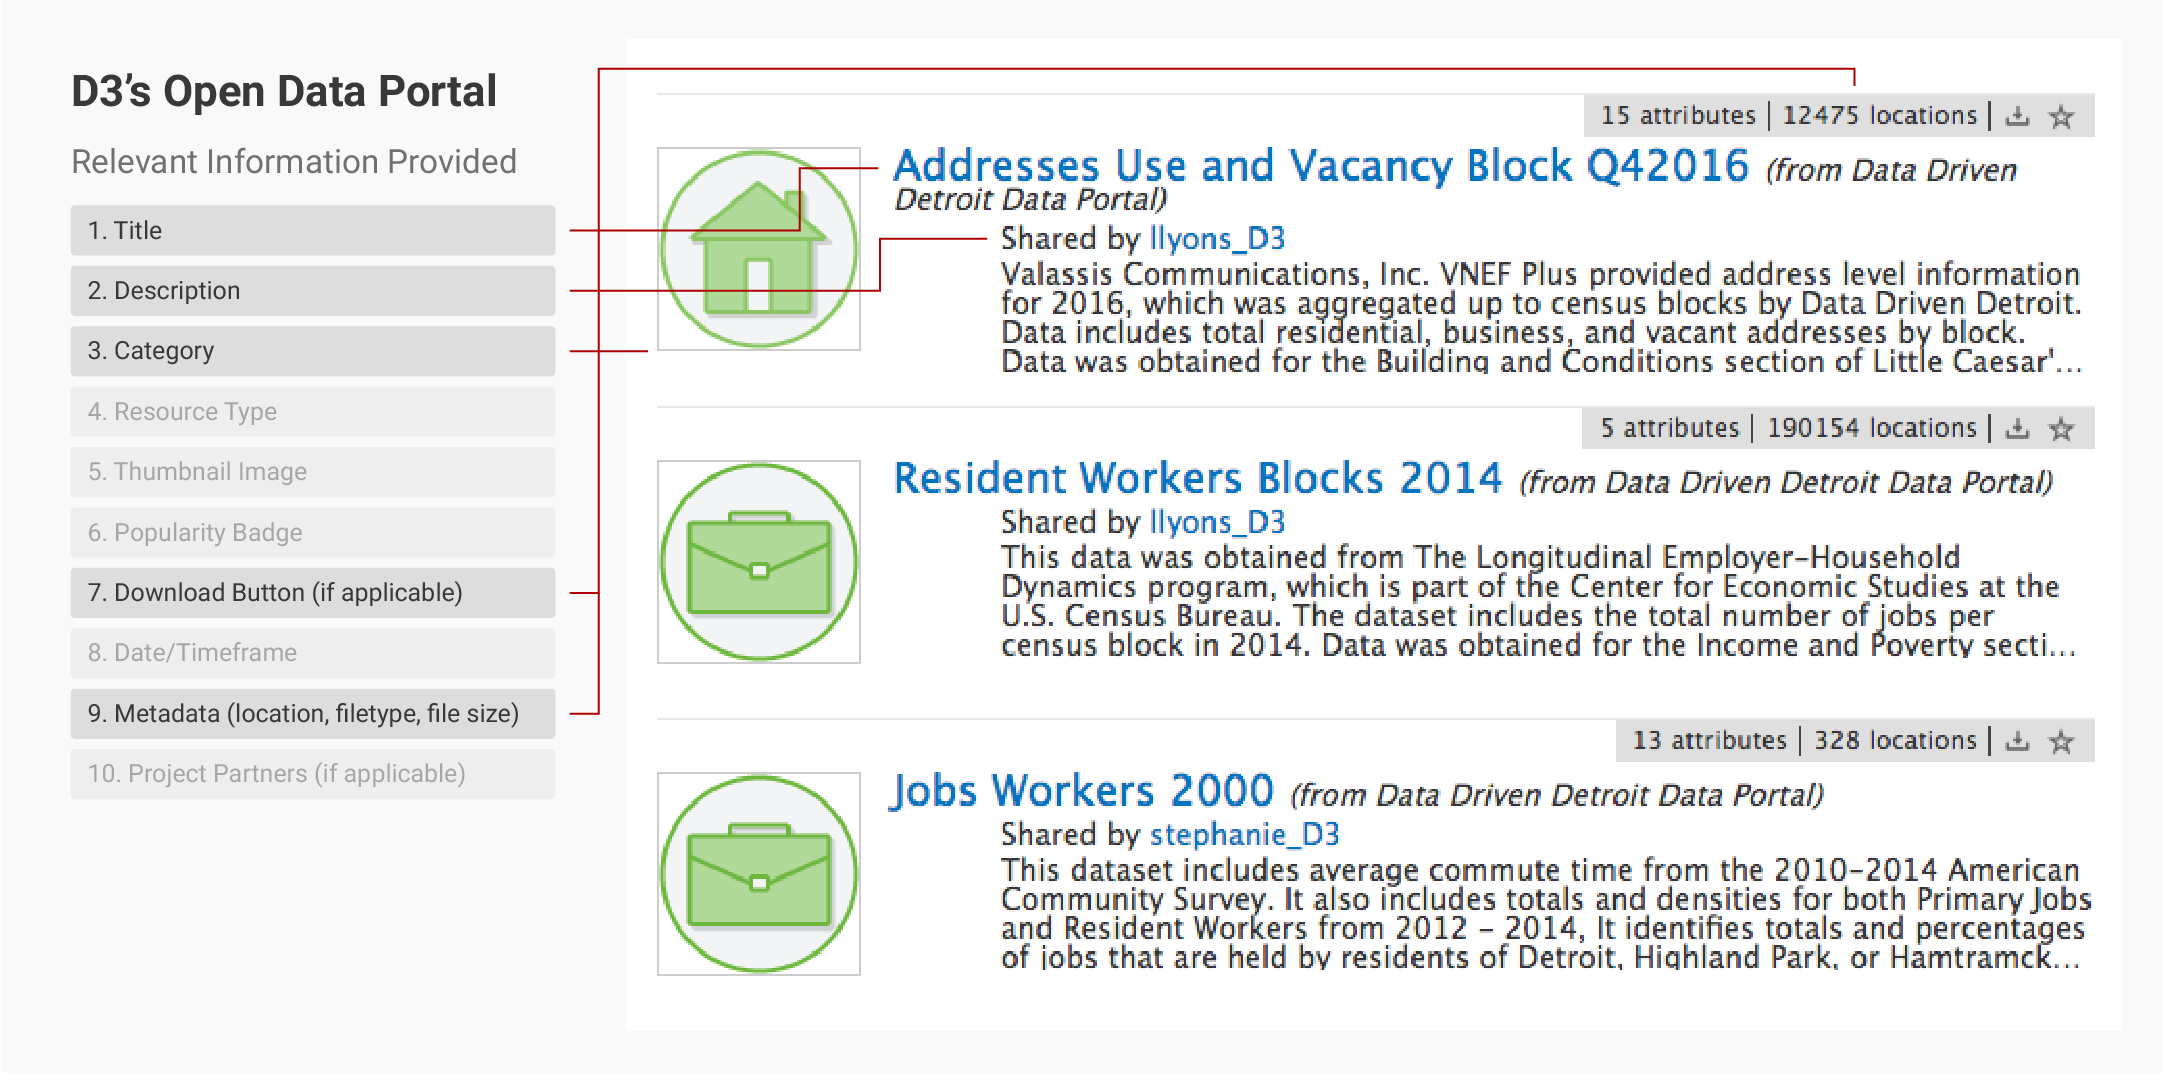 D3’s Open Data Portal
Relevant Information Provided
1. Title
2. Description
3. Category
4. Resource Type
5. Thumbnail Image
6. Popularity Badge
7. Download Button (if applicable)
8. Date/Timeframe
9. Metadata (location, filetype, file size)
10. Project Partners (if applicable)
15 attributes | 12475 locations |
Addresses Use and Vacancy Block Q42016 (from Data Driven
Detroit Data Portal)
Shared by llyons_D3
Valassis Communications, Inc. VNEF Plus provided address level information
for 2016, which was aggregated up to census blocks by Data Driven Detroit.
Data includes total residential, business, and vacant addresses by block.
Data was obtained for the Building and Conditions section of Little Caesar'...
5 attributes | 190154 locations |
Resident Workers Blocks 2014 (from Data Driven Detroit Data Portal)
Shared by llyons_D3
This data was obtained from The Longitudinal Employer-Household
Dynamics program, which is part of the Center for Economic Studies at the
U.S. Census Bureau. The dataset includes the total number of jobs per
census block in 2014. Data was obtained for the Income and Poverty secti...
13 attributes | 328 locations |
Jobs Workers 2000 (from Data Driven Detroit Data Portal)
Shared by stephanie_D3
This dataset includes average commute time from the 2010-2014 American
Community Survey. It also includes totals and densities for both Primary Jobs
and Resident Workers from 2012 - 2014, It identifies totals and percentages
of jobs that are held by residents of Detroit, Highland Park, or Hamtramck...